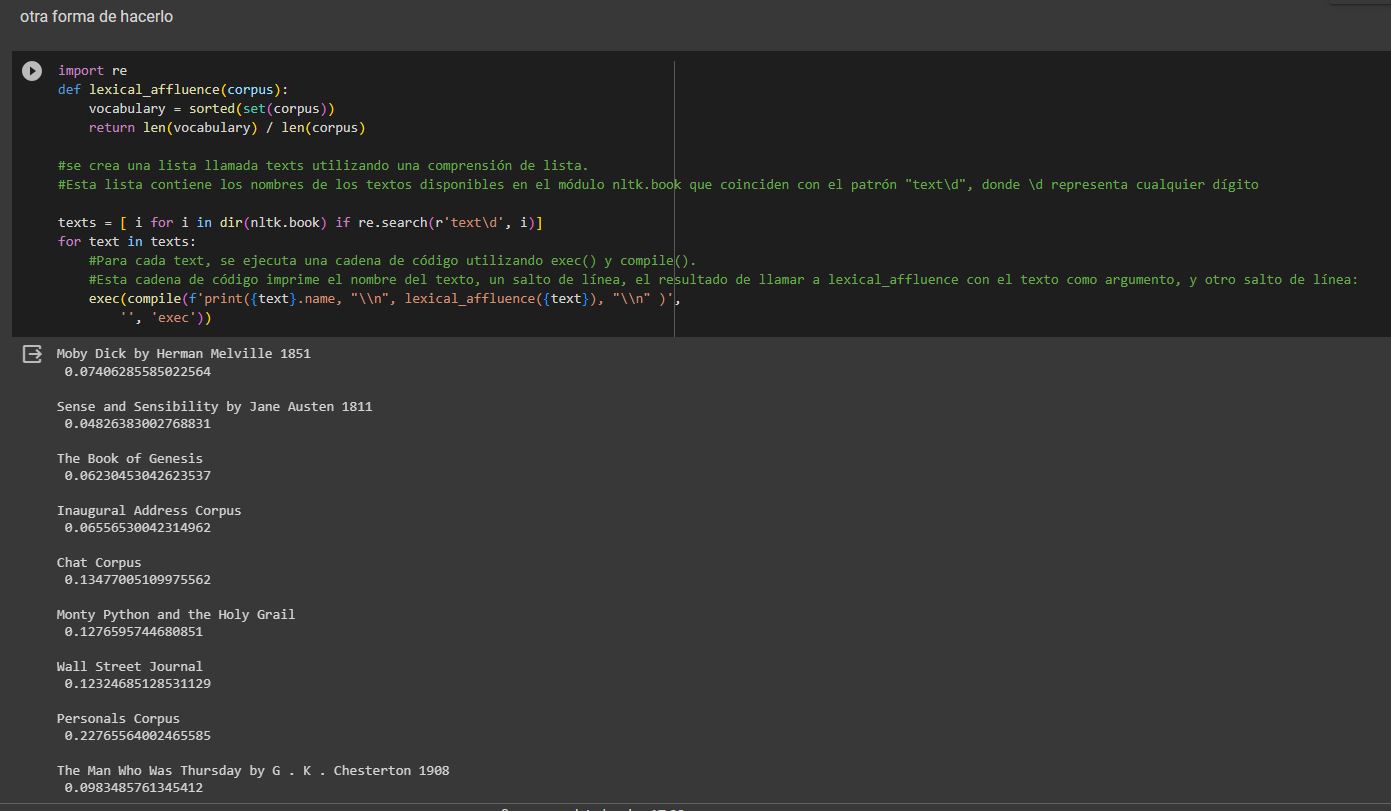 otra forma de hacerlo
import re
def lexical_affluence(corpus):
    vocabulary = sorted(set(corpus))
    return len(vocabulary) / len(corpus)
#se crea una lista llamada texts utilizando una comprensión de lista.
#Esta lista contiene los nombres de los textos disponibles en el módulo nltk.book que coinciden con el patrón "text\d", donde \d representa cualquier dígito
texts = [ i for i in dir(nltk.book) if re.search(r'text\d', i)]
for text in texts:
    #Para cada text, se ejecuta una cadena de código utilizando exec() y compile().
    #Esta cadena de código imprime el nombre del texto, un salto de línea, el resultado de llamar a lexical_affluence con el texto como argumento, y otro salto de línea:
    exec(compile(f'print({text}.name, "\\n", lexical_affluence({text}), "\\n" )',
        '', 'exec'))
Moby Dick by Herman Melville 1851
 0.07406285585022564
Sense and Sensibility by Jane Austen 1811
 0.04826383002768831
The Book of Genesis
 0.06230453042623537
Inaugural Address Corpus
 0.06556530042314962
Chat Corpus
 0.13477005109975562
Monty Python and the Holy Grail
 0.1276595744680851
Wall Street Journal
 0.12324685128531129
Personals Corpus
 0.22765564002465585
The Man Who Was Thursday by G . K . Chesterton 1908
 0.0983485761345412